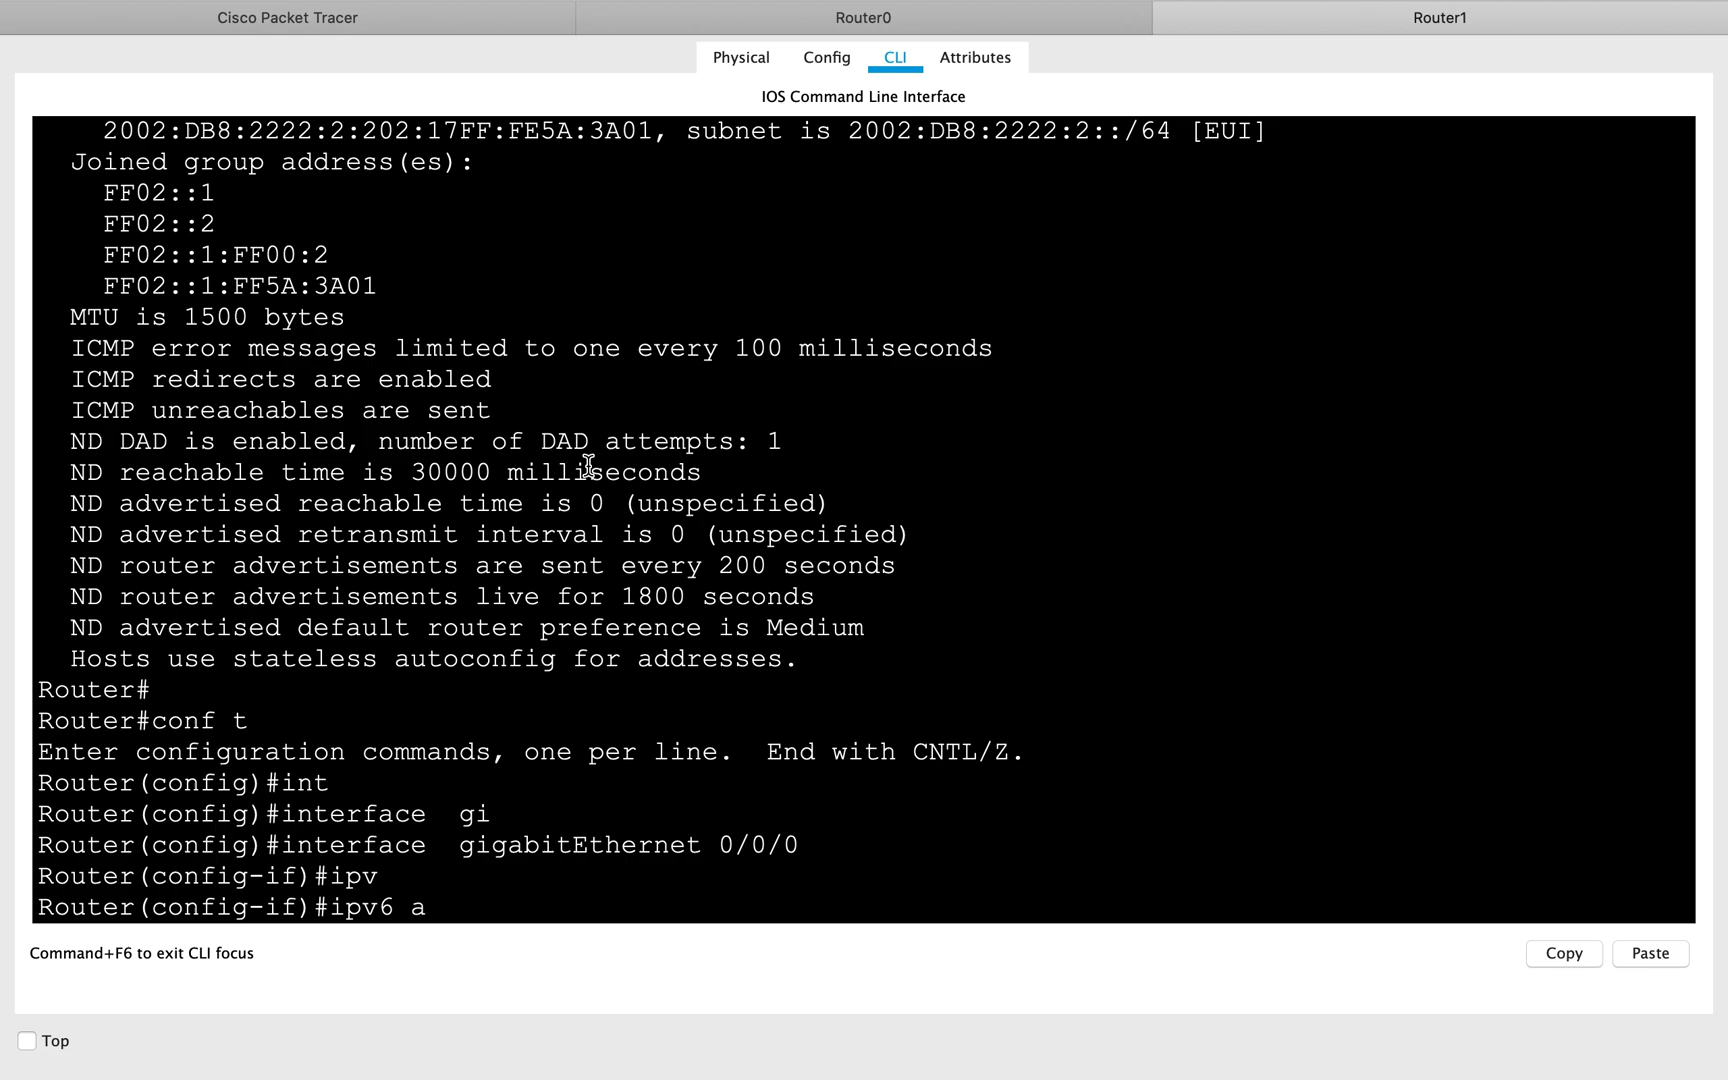 Cisco Packet Tracer
Router0
Router1
Physical
Config
CLI
Attributes
IOS Command Line Interface
2002:DB8:2222:2:202:17FF:FE5A:3A01, subnet is 2002:DB8:2222:2::/64 [EUI]
Joined group address(es):
FF02::1
FF02::2
FF02::1:FF00:2
FF02::1:FF5A:3A01
MTU is 1500 bytes
ICMP error messages limited to one every 100 milliseconds
ICMP redirects are enabled
ICMP unreachables are sent
ND DAD is enabled, number of DAD attempts: 1
ND reachable time is 30000 milliseconds
ND advertised reachable time is 0 (unspecified)
ND advertised retransmit interval is 0 (unspecified)
ND router advertisements are sent every 200 seconds
ND router advertisements live for 1800 seconds
ND advertised default router preference is Medium
Hosts use stateless autoconfig for addresses.
Router#
Router#conf t
Enter configuration commands, one per line.  End with CNTL/Z.
Router(config)#int
Router(config)#interface  gi
Router(config)#interface  gigabitEthernet 0/0/0
Router(config-if)#ipv
Router(config-if)#ipv6 a
Command+F6 to exit CLI focus
Copy
Paste
Top